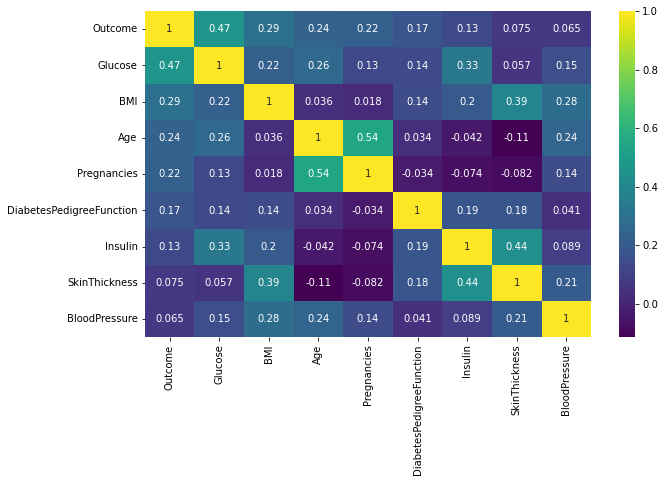 Outcome 1 0.47 0.29 0.24 0.22 0.17 0.13 0.075 0.065
Glucose 0.47 1 0.22 0.26 0.13 0.14 0.33 0.057 0.15
BMI 0.29 0.22 1 0.036 0.018 0.14 0.2 0.39 0.28
Age 0.24 0.26 0.036 1 0.54 0.034 -0.042 -0.11 0.24
Pregnancies 0.22 0.13 0.018 0.54 1 -0.034 -0.074 -0.082 0.14
DiabetesPedigreeFunction 0.17 0.14 0.14 0.034 -0.034 1 0.19 0.18 0.041
Insulin 0.13 0.33 0.2 -0.042 -0.074 0.19 1 0.44 0.089
SkinThickness 0.075 0.057 0.39 -0.11 -0.082 0.18 0.44 1 0.21
BloodPressure 0.065 0.15 0.28 0.24 0.14 0.041 0.089 0.21 1
Outcome
Glucose
BMI
Age
Pregnancies
DiabetesPedigreeFunction
Insulin
SkinThickness
BloodPressure
1.0
0.8
0.6
0.4
0.2
0.0